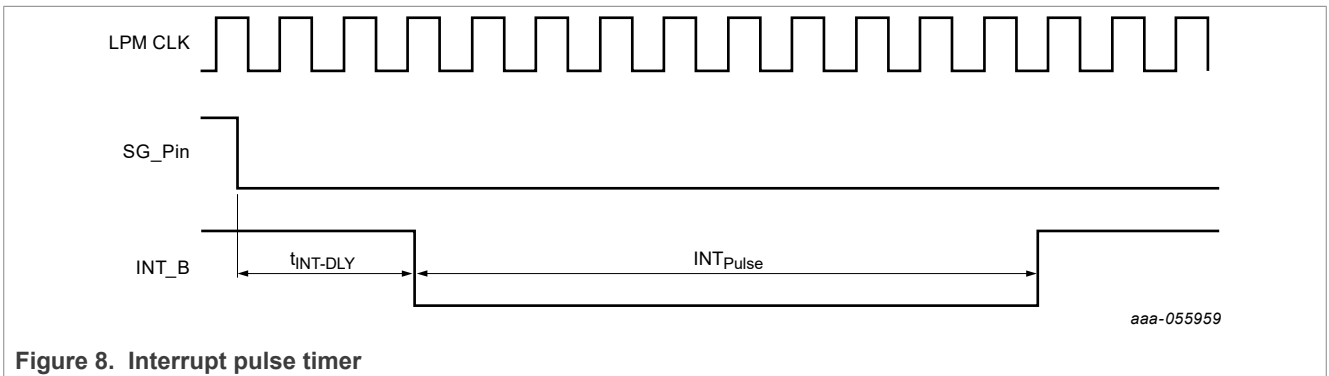 LPM CLK
SG_Pin
INT_B
tINT-DLY
INTPulse
aaa-055959
Figure 8. Interrupt pulse timer